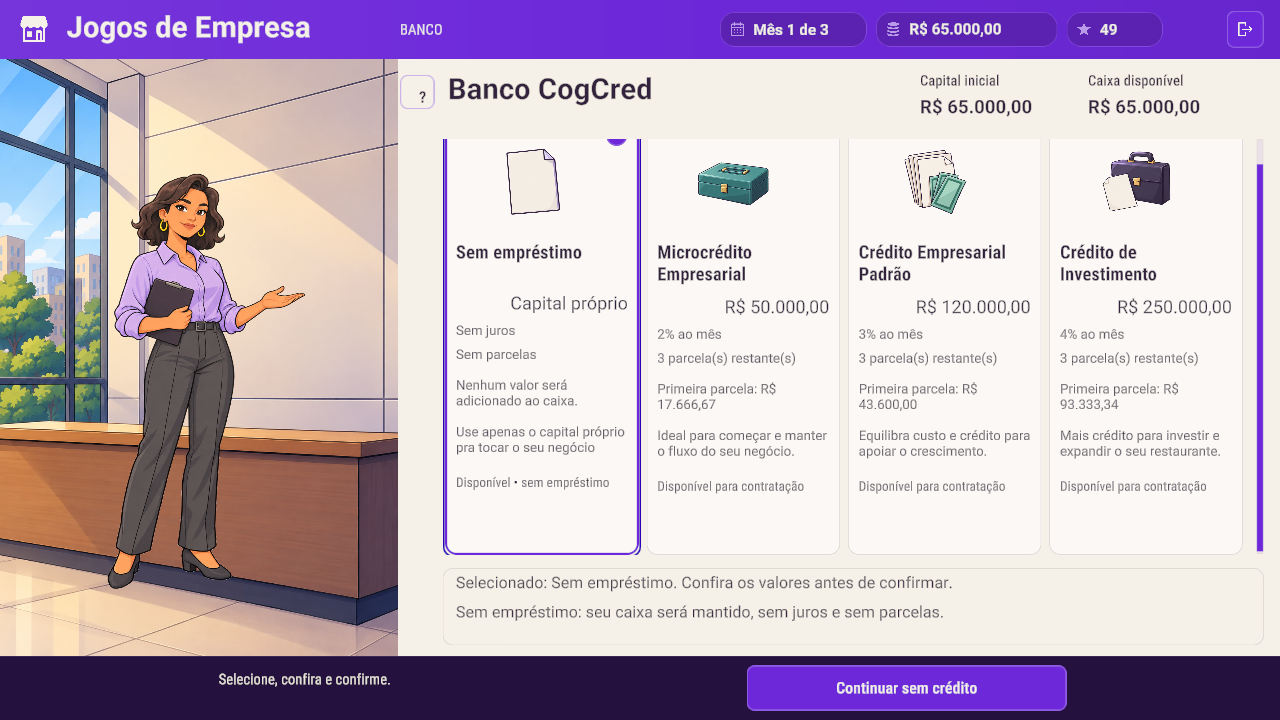 Jogos de Empresa
BANCO
Mês 1 de 3
R$ 65.000,00
49
?
Banco CogCred
Capital inicial
R$ 65.000,00
Caixa disponível
R$ 65.000,00
Sem empréstimo
Capital próprio
Sem juros
Sem parcelas
Nenhum valor será
adicionado ao caixa.
Use apenas o capital próprio
pra tocar o seu negócio
Disponível • sem empréstimo
Microcrédito
Empresarial
R$ 50.000,00
2% ao mês
3 parcela(s) restante(s)
Primeira parcela: R$
17.666,67
Ideal para começar e manter
o fluxo do seu negócio.
Disponível para contratação
Crédito Empresarial
Padrão
R$ 120.000,00
3% ao mês
3 parcela(s) restante(s)
Primeira parcela: R$
43.600,00
Equilibra custo e crédito para
apoiar o crescimento.
Disponível para contratação
Crédito de
Investimento
R$ 250.000,00
4% ao mês
3 parcela(s) restante(s)
Primeira parcela: R$
93.333,34
Mais crédito para investir e
expandir o seu restaurante.
Disponível para contratação
Selecionado: Sem empréstimo. Confira os valores antes de confirmar.
Sem empréstimo: seu caixa será mantido, sem juros e sem parcelas.
Selecione, confira e confirme.
Continuar sem crédito